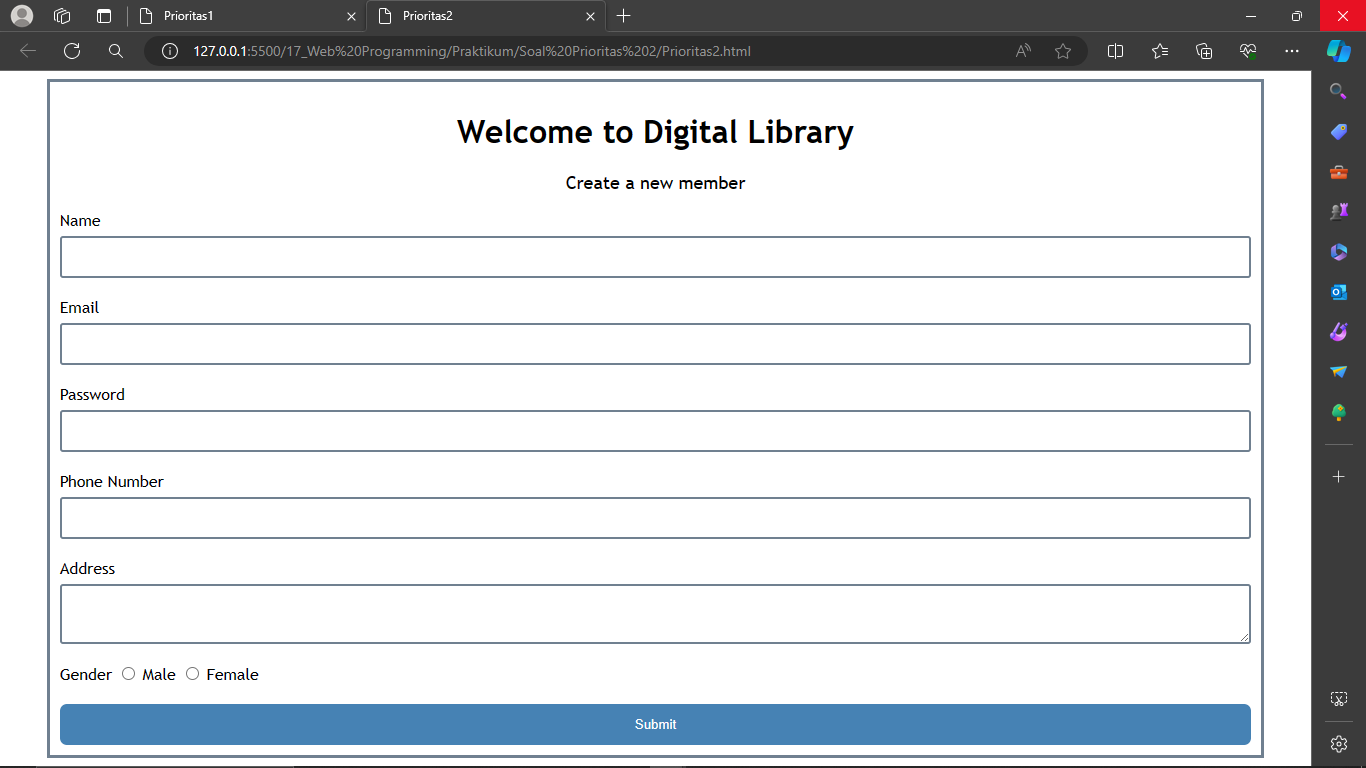 Prioritas1
Prioritas2
127.0.0.1:5500/17_Web%20Programming/Praktikum/Soal%20Prioritas%202/Prioritas2.html
Welcome to Digital Library
Create a new member
Name
Email
Password
Phone Number
Address
Gender Male Female
Submit